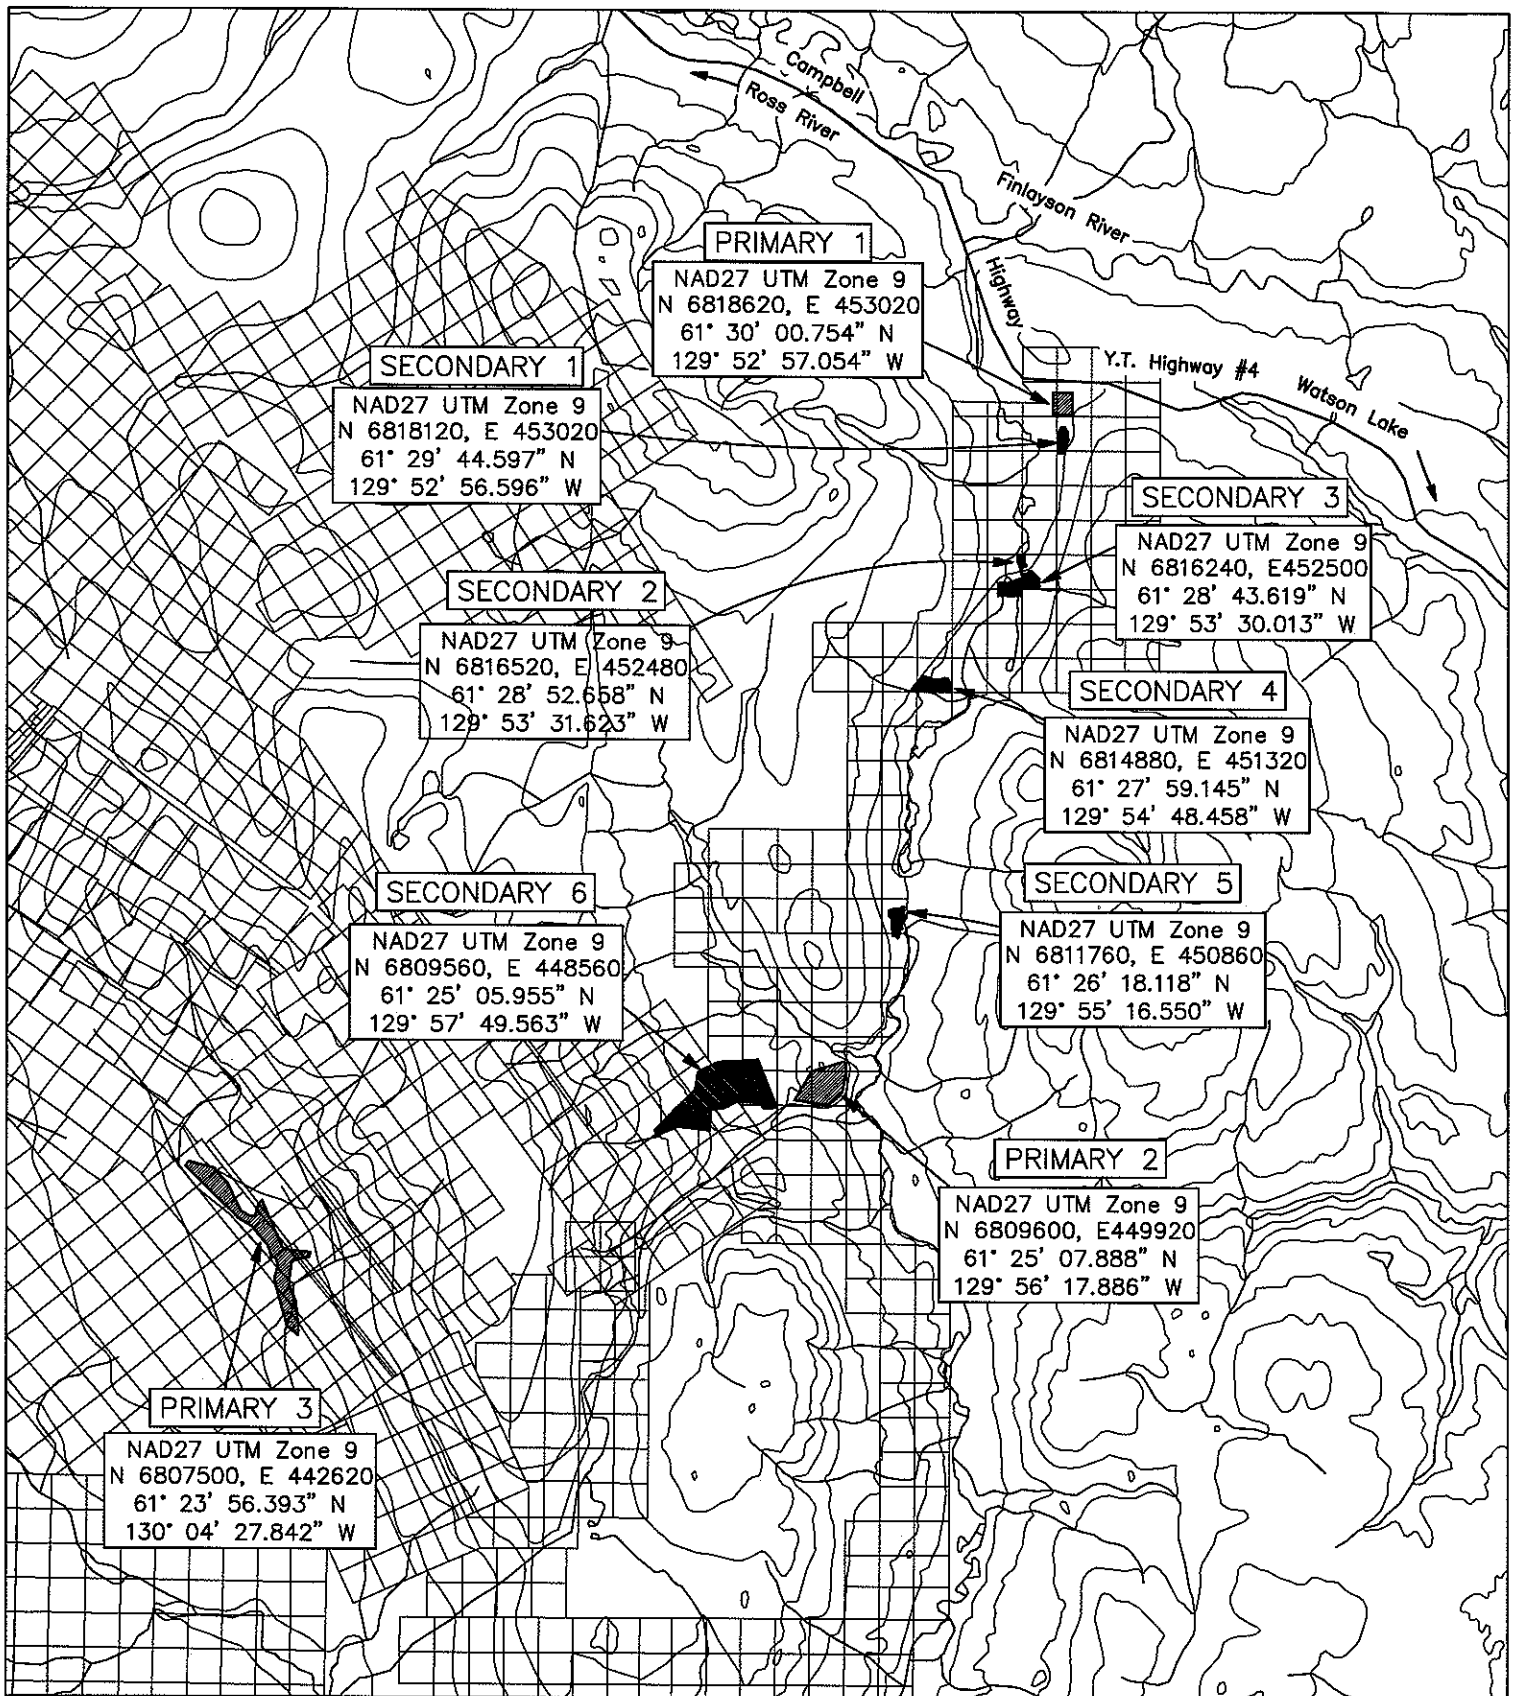 Campbell
Ross River
Finlayson River
Highway
PRIMARY 1
NAD27 UTM Zone 9
N 6818620, E 453020
61° 30' 00.754" N
129° 52' 57.054" W
Y.T. Highway #4
Watson Lake
SECONDARY 1
NAD27 UTM Zone 9
N 6818120, E 453020
61° 29' 44.597" N
129° 52' 56.596" W
SECONDARY 3
NAD27 UTM Zone 9
N 6816240, E452500
61° 28' 43.619" N
129° 53' 30.013" W
SECONDARY 2
NAD27 UTM Zone 9
N 6816520, E 452480
61° 28' 52.658" N
129° 53' 31.623" W
SECONDARY 4
NAD27 UTM Zone 9
N 6814880, E 451320
61° 27' 59.145" N
129° 54' 48.458" W
SECONDARY 5
NAD27 UTM Zone 9
N 6811760, E 450860
61° 26' 18.118" N
129° 55' 16.550" W
SECONDARY 6
NAD27 UTM Zone 9
N 6809560, E 448560
61° 25' 05.955" N
129° 57' 49.563" W
PRIMARY 2
NAD27 UTM Zone 9
N 6809600, E449920
61° 25' 07.888" N
129° 56' 17.886" W
PRIMARY 3
NAD27 UTM Zone 9
N 6807500, E 442620
61° 23' 56.393" N
130° 04' 27.842" W